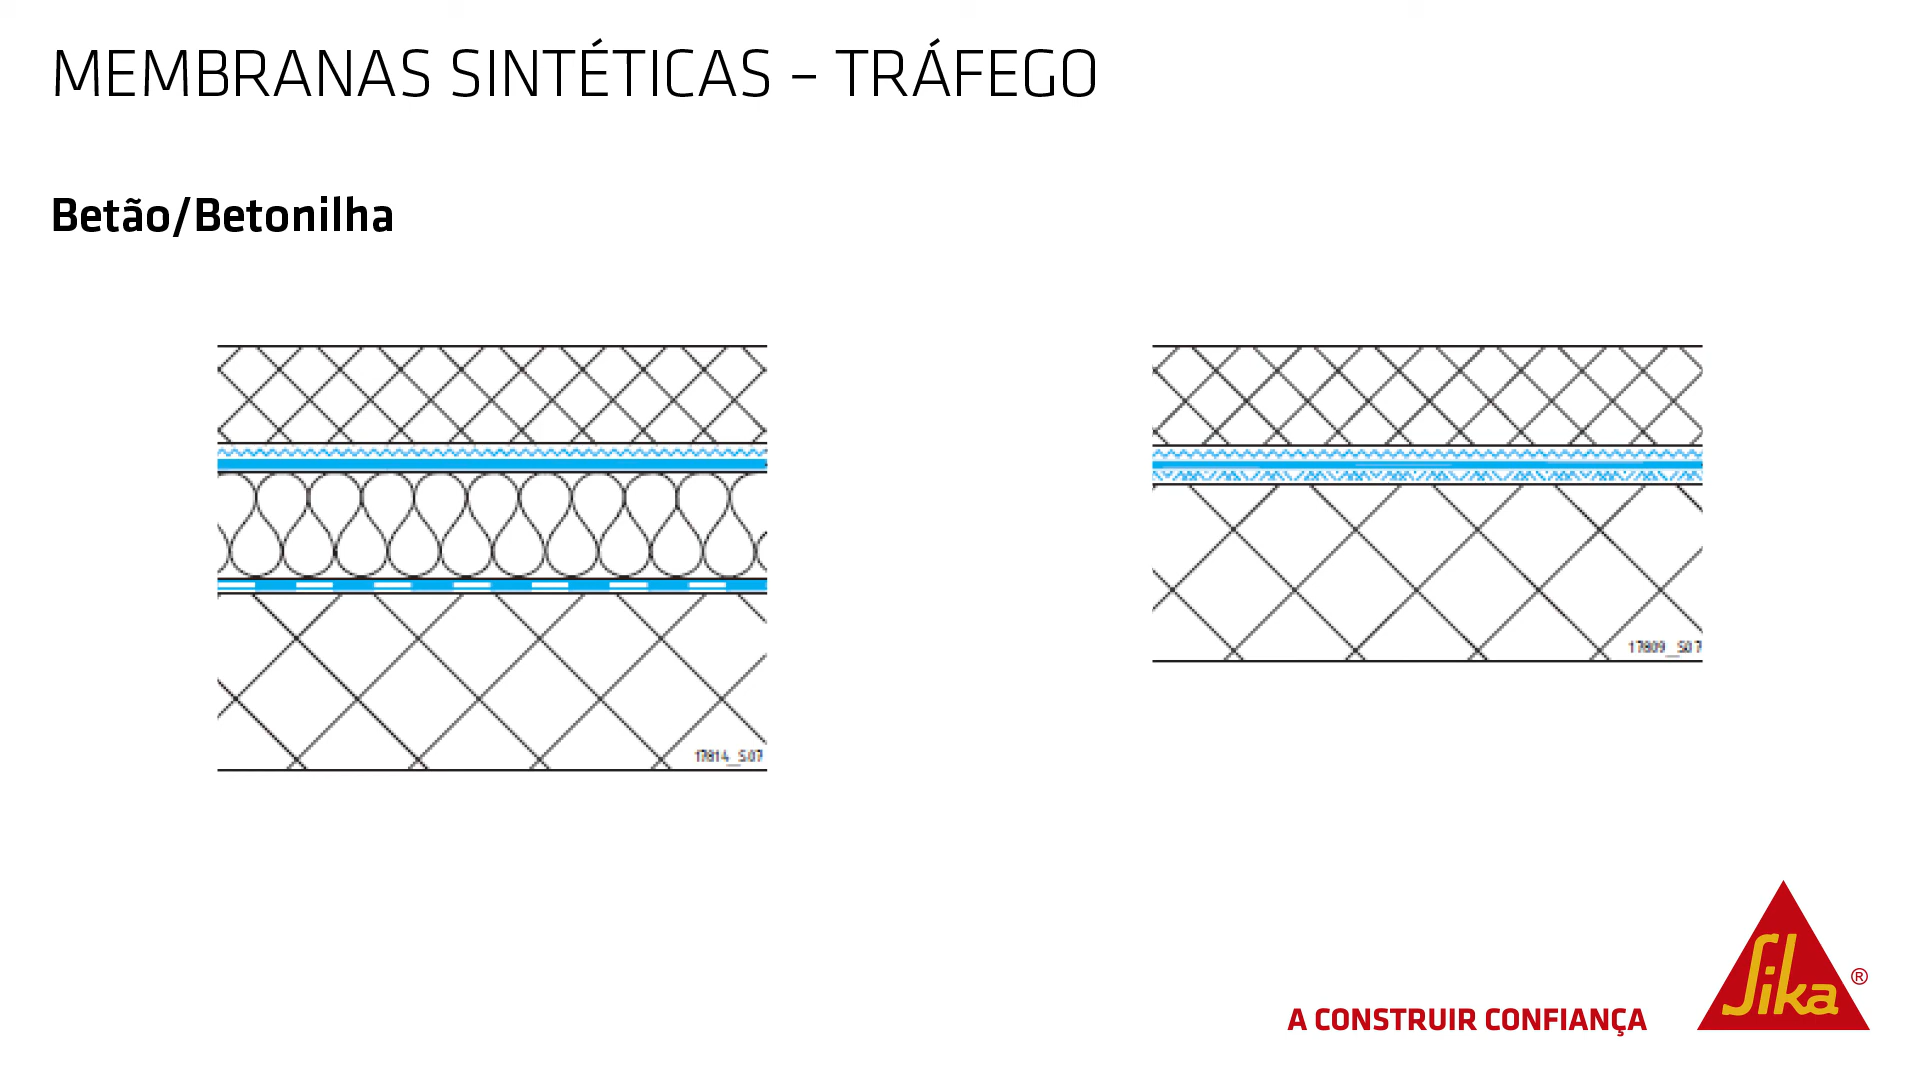 MEMBRANAS SINTÉTICAS – TRÁFEGO
Betão/Betonilha
17814_S07
17809_S07
A CONSTRUIR CONFIANÇA
Sika®